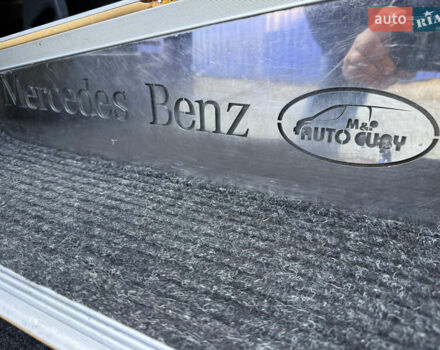 auto RIA
Mercedes Benz
M&P
AUTO CUBY